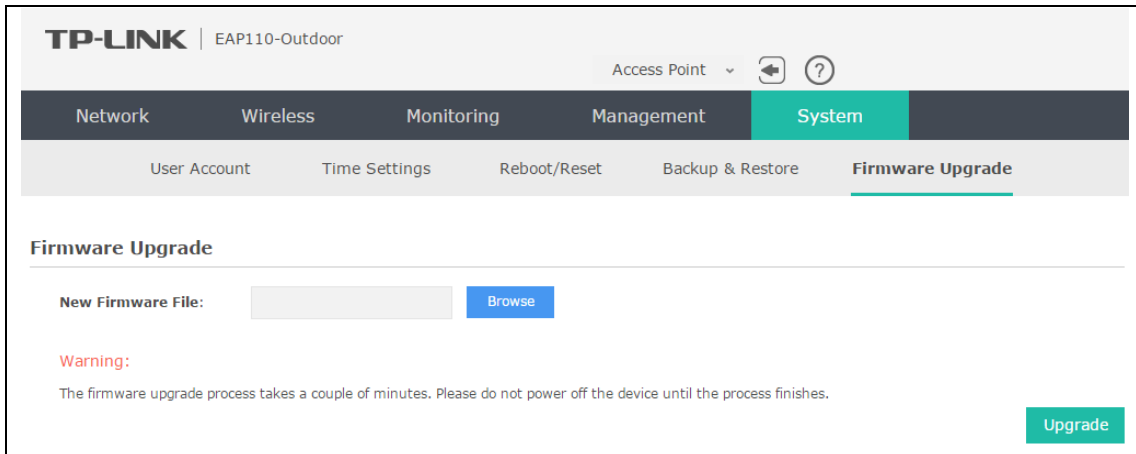 TP-LINK | EAP110-Outdoor
Access Point
?
Network Wireless Monitoring Management System
User Account Time Settings Reboot/Reset Backup & Restore Firmware Upgrade
Firmware Upgrade
New Firmware File: Browse
Warning:
The firmware upgrade process takes a couple of minutes. Please do not power off the device until the process finishes.
Upgrade